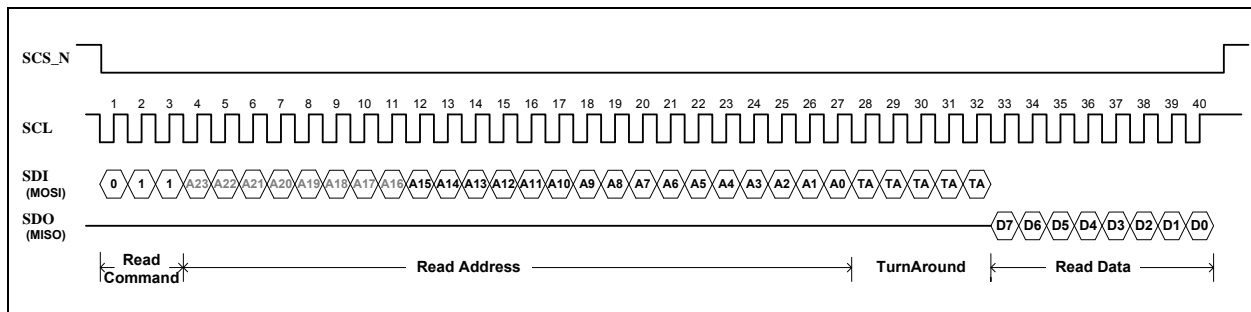 SCS_N
1 2 3 4 5 6 7 8 9 10 11 12 13 14 15 16 17 18 19 20 21 22 23 24 25 26 27 28 29 30 31 32 33 34 35 36 37 38 39 40
SCL
SDI
(MOSI)
0 1 1 A23 A22 A21 A20 A19 A18 A17 A16 A15 A14 A13 A12 A11 A10 A9 A8 A7 A6 A5 A4 A3 A2 A1 A0 TA TA TA TA TA
SDO
(MISO)
D7 D6 D5 D4 D3 D2 D1 D0
Read
Command
Read Address
TurnAround
Read Data